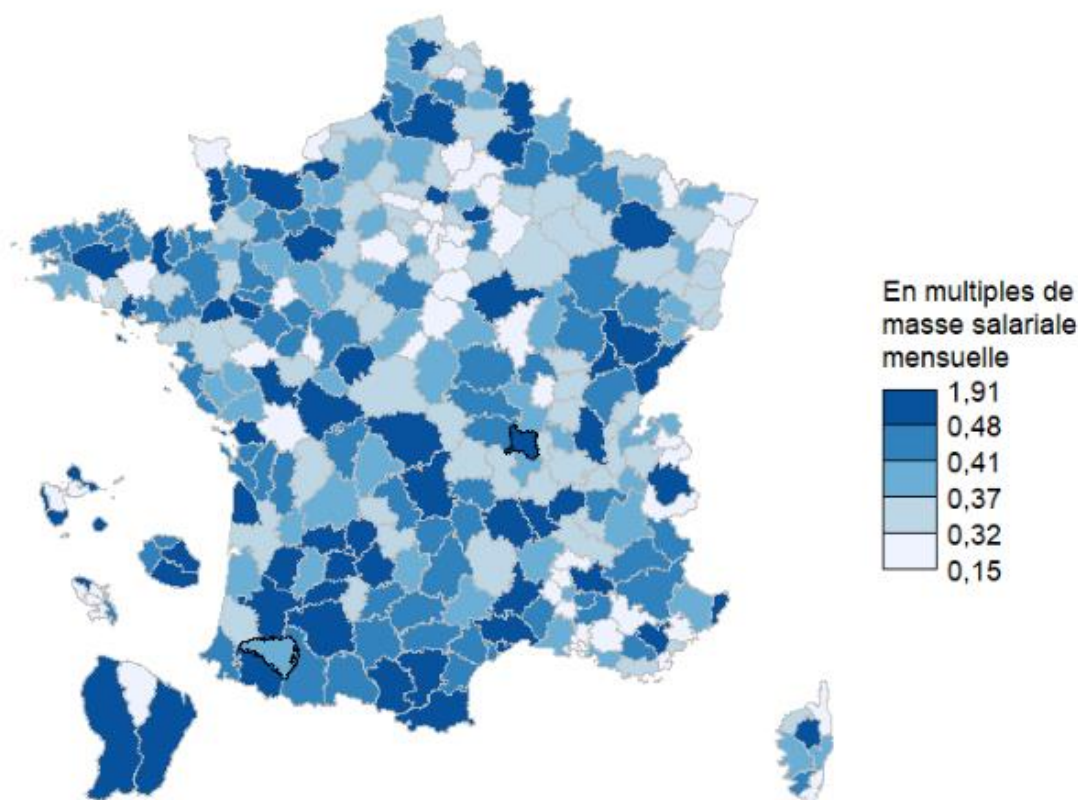 En multiples de
masse salariale
mensuelle
1,91
0,48
0,41
0,37
0,32
0,15